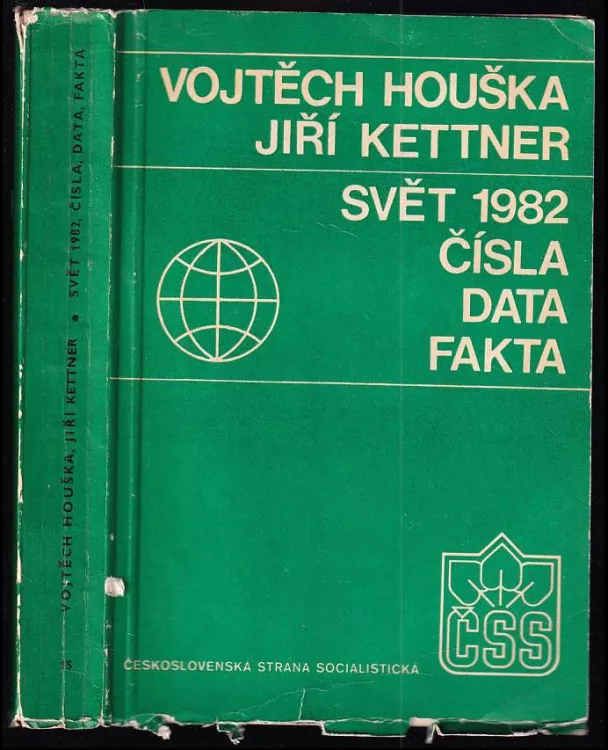 VOJTĚCH HOUŠKA
JIŘÍ KETTNER
SVĚT 1982
ČÍSLA
DATA
FAKTA
ČSS
ČESKOSLOVENSKÁ STRANA SOCIALISTICKÁ
VOJTĚCH HOUŠKA, JIŘÍ KETTNER • SVĚT 1982, ČÍSLA, DATA, FAKTA
15